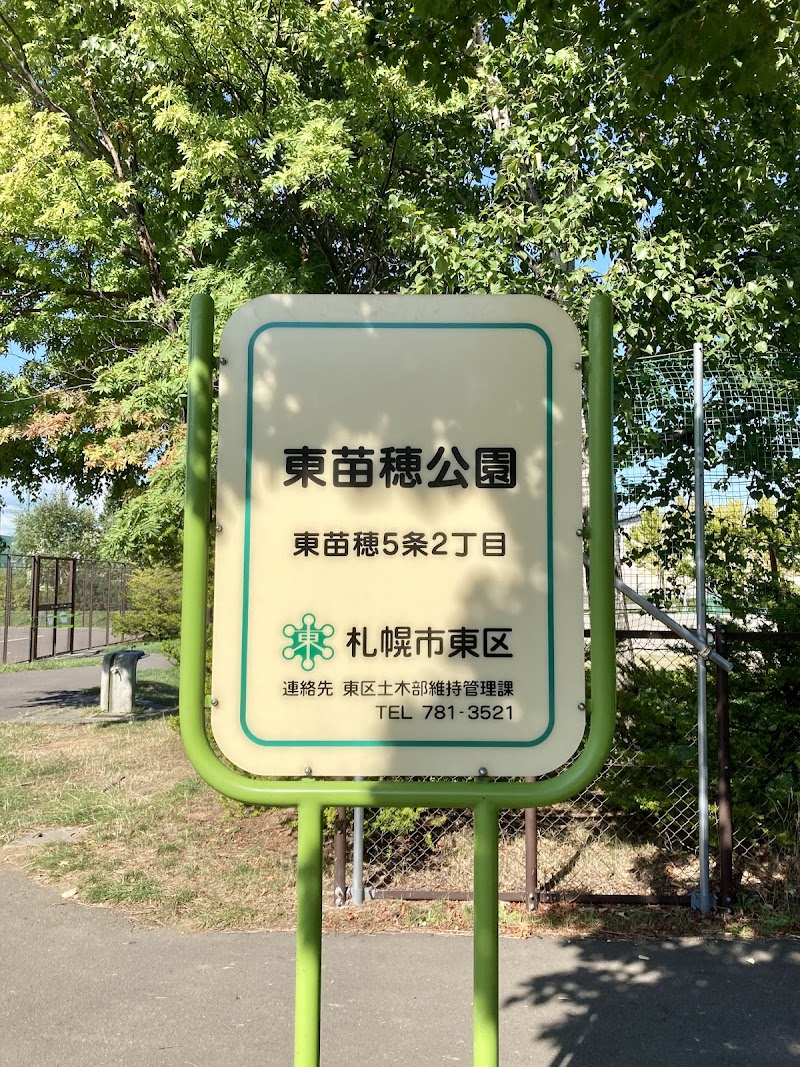 東苗穂公園
東苗穂5条2丁目
東 札幌市東区
連絡先 東区土木部維持管理課
TEL 781-3521